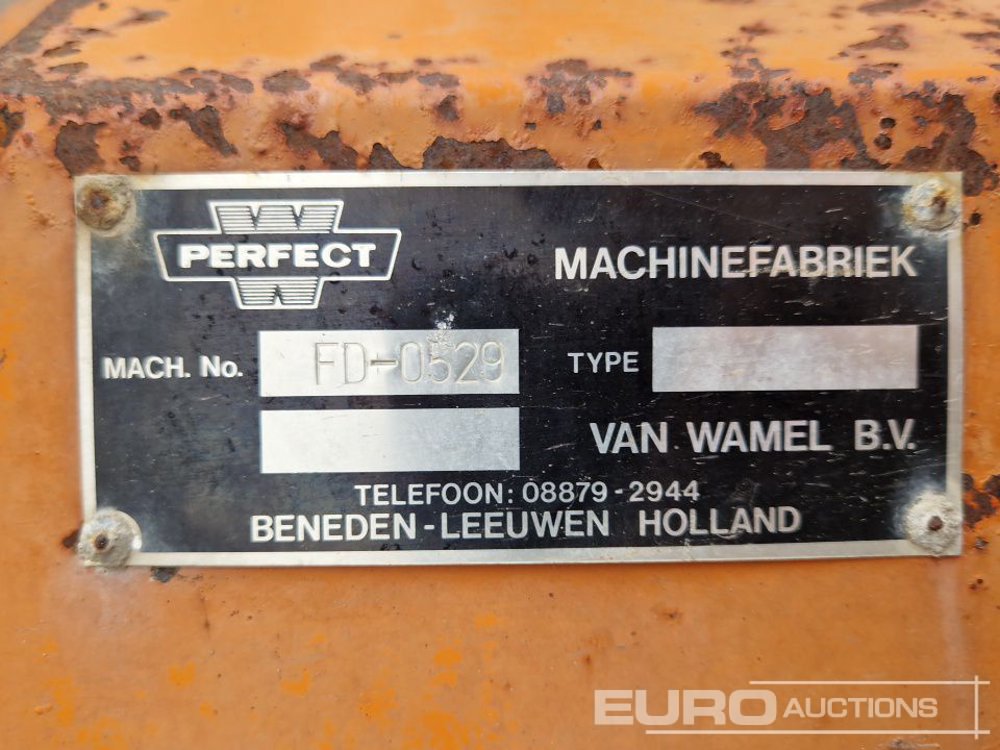 PERFECT
MACHINEFABRIEK
MACH. No. FD-0529 TYPE
VAN WAMEL B.V.
TELEFOON: 08879-2944
BENEDEN-LEEUWEN HOLLAND
EURO AUCTIONS